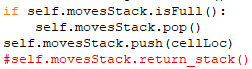 if self.movesStack.isFull():
    self.movesStack.pop()
self.movesStack.push(cellLoc)
#self.movesStack.return_stack()